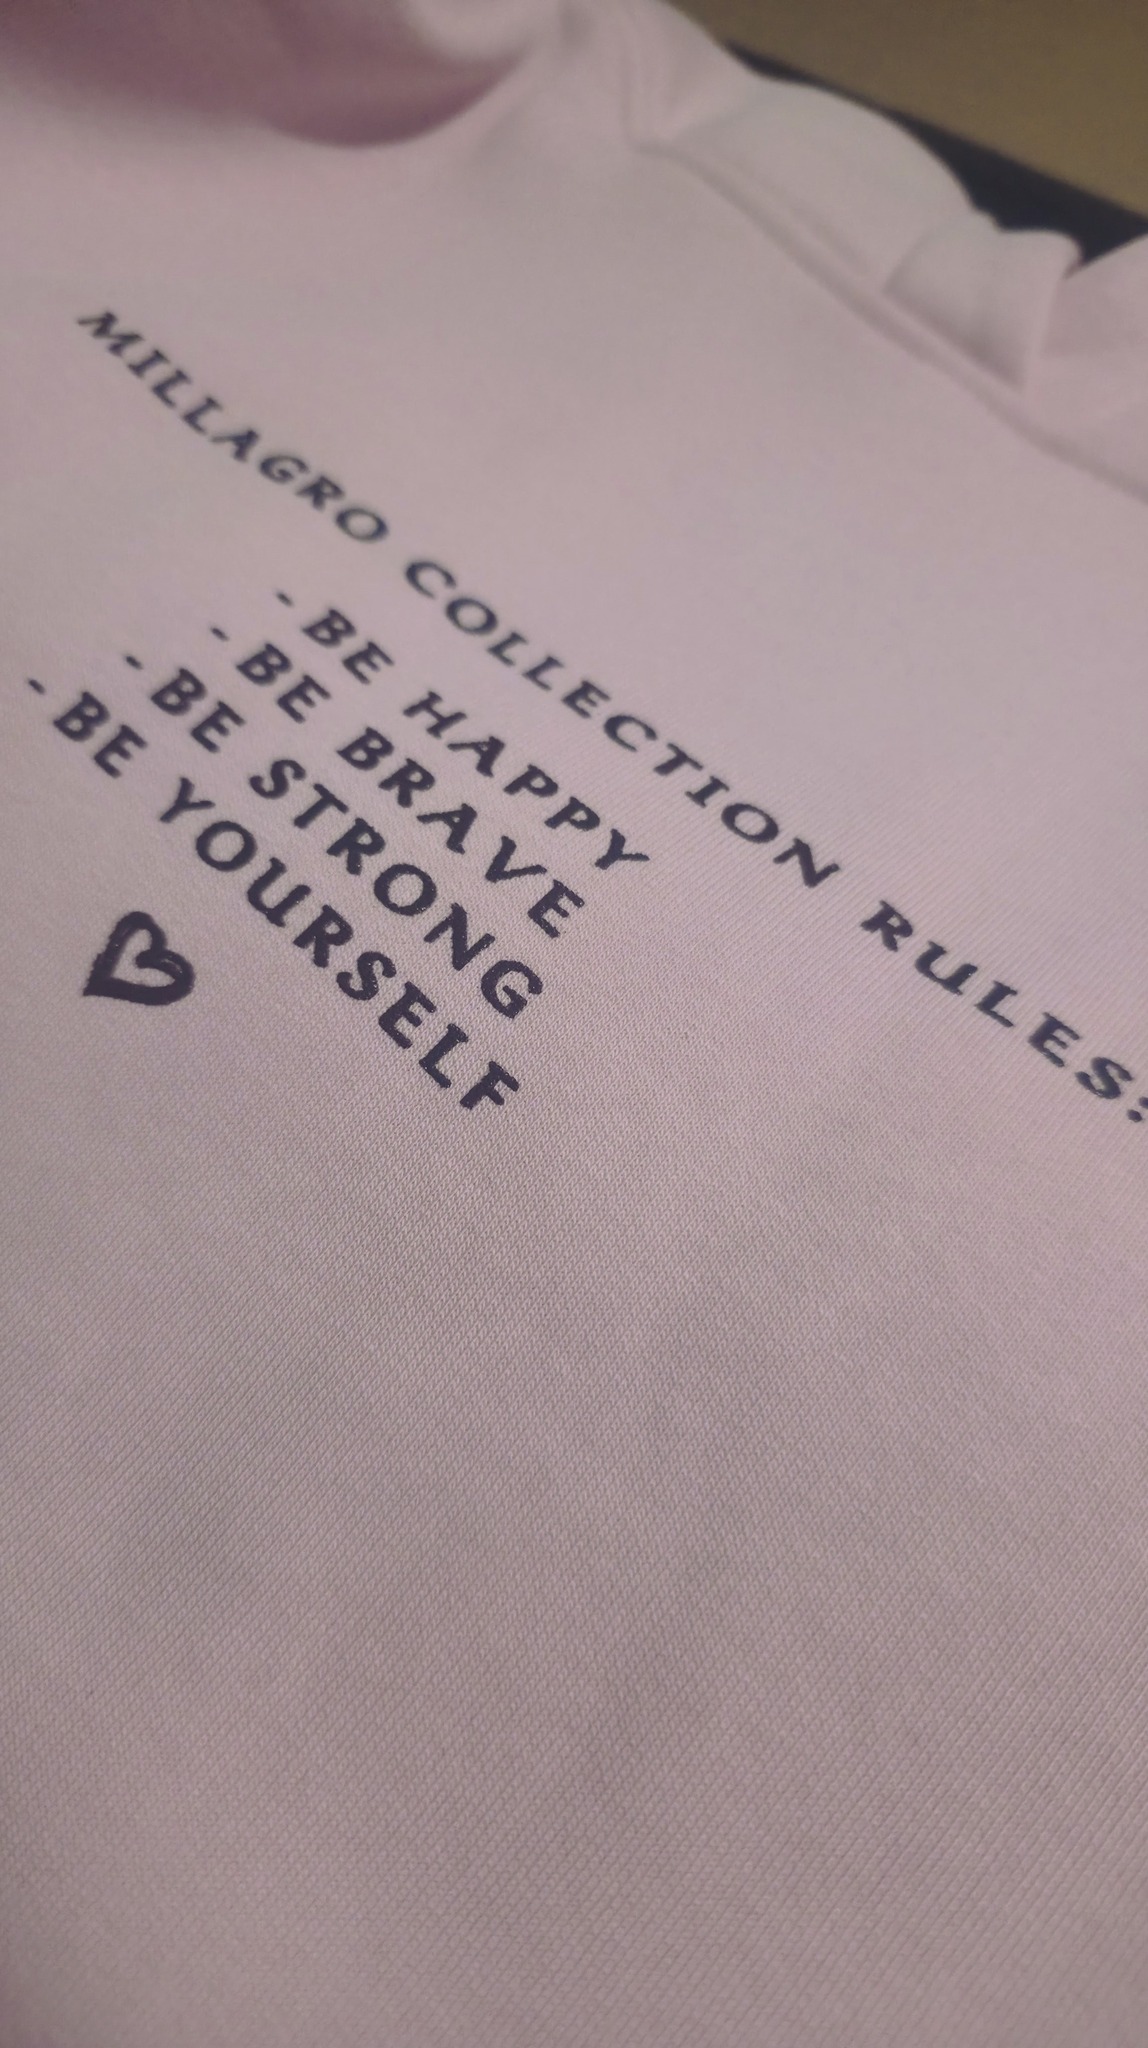 MILLAGRO COLLECTION RULES:
- BE HAPPY
- BE BRAVE
- BE STRONG
- BE YOURSELF